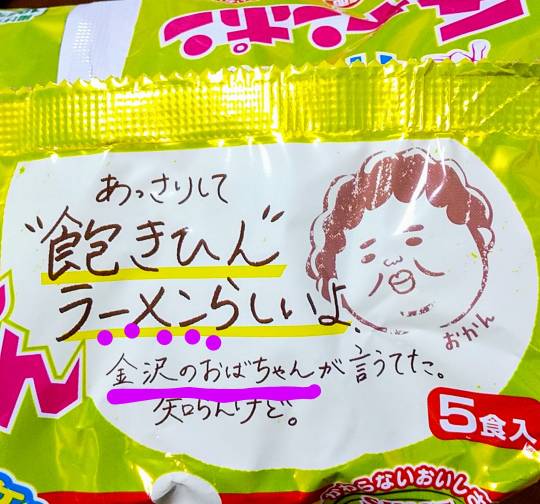 あっさりして
"飽きひん"
ラーメンらしいよ、
金沢のおばちゃんが言うてた。
知らんけど。
おかん
5食入